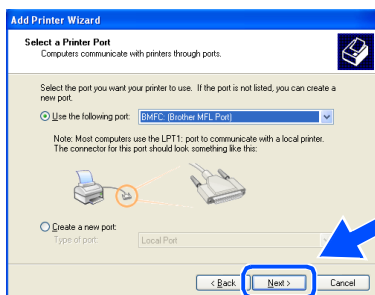 Add Printer Wizard
Select a Printer Port
Computers communicate with printers through ports.
Select the port you want your printer to use. If the port is not listed, you can create a
new port.
Use the following port: BMFC: (Brother MFL Port)
Note: Most computers use the LPT1: port to communicate with a local printer.
The connector for this port should look something like this:
Create a new port:
Type of port: Local Port
< Back Next > Cancel